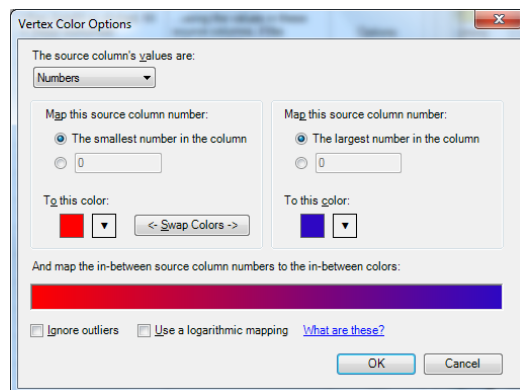 Vertex Color Options
The source column's values are:
Numbers
Map this source column number:
The smallest number in the column
0
To this color:
<- Swap Colors ->
Map this source column number:
The largest number in the column
0
To this color:
And map the in-between source column numbers to the in-between colors:
Ignore outliers
Use a logarithmic mapping
What are these?
OK
Cancel